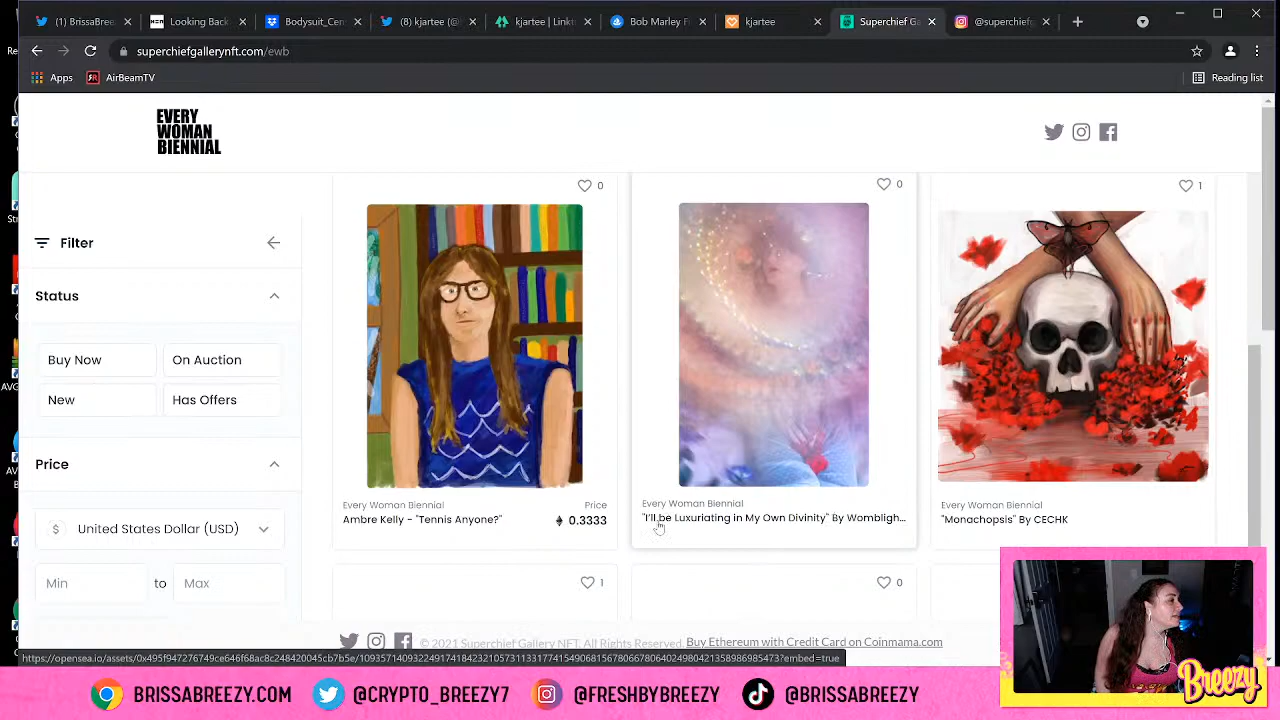 (1) Brissa Breez
Looking Back
Bodysuit_Cen
(8) kjartee (@c
kjartee | Linkt
Bob Marley F
kjartee
Superchief Ga
@superchief
superchiefgallerynft.com/ewb
Apps AirBeamTV Reading list
EVERY
WOMAN
BIENNIAL
0 0 1
Filter
Status
Buy Now On Auction
New Has Offers
Price
United States Dollar (USD)
Min to Max
Every Woman Biennial Price
Ambre Kelly - "Tennis Anyone?" 0.3333
Every Woman Biennial
"I'll be Luxuriating in My Own Divinity" By Wombligh...
Every Woman Biennial
"Monachopsis" By CECHK
1 0
© 2021 Superchief Gallery NFT. All Rights Reserved. Buy Ethereum with Credit Card on Coinmama.com
Breezy
BRISSABREEZY.COM @CRYPTO_BREEZY7 @FRESHBYBREEZY @BRISSABREEZY